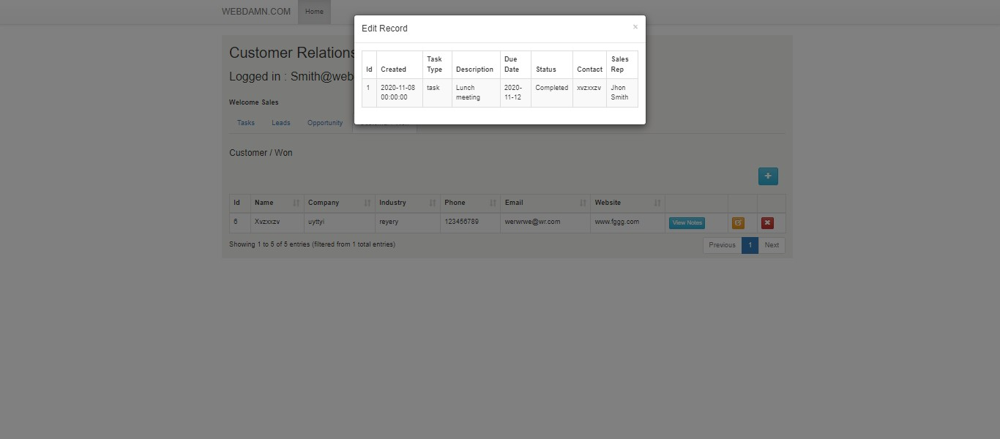 WEBDAMN.COM Home
Edit Record ×
Customer Relations
Logged in : Smith@web
Welcome Sales
Id Created Task Type Description Due Date Status Contact Sales Rep
1 2020-11-08 00:00:00 task Lunch meeting 2020-11-12 Completed xvzxxzv Jhon Smith
Tasks Leads Opportunity
Customer / Won
+
Id Name Company Industry Phone Email Website
6 Xvzxxzv uyttyi reyery 123456789 werwrwe@wr.com www.fggg.com View Notes
Showing 1 to 5 of 5 entries (filtered from 1 total entries) Previous 1 Next